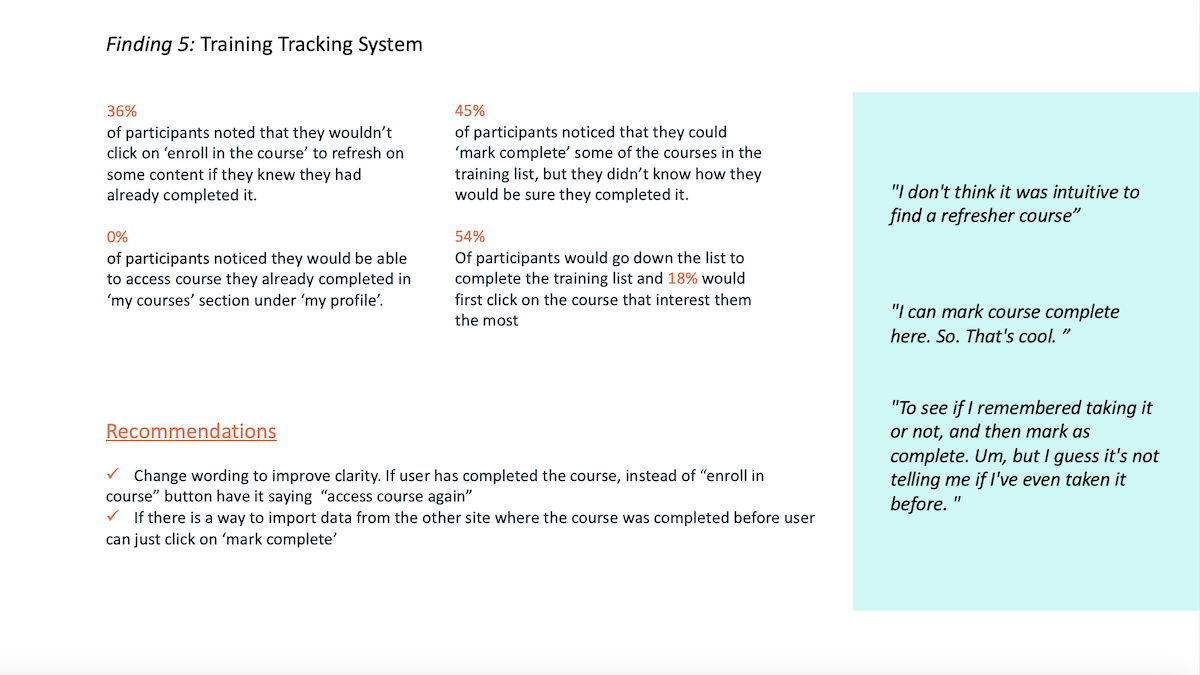 Finding 5: Training Tracking System
36%
of participants noted that they wouldn’t
click on ‘enroll in the course’ to refresh on
some content if they knew they had
already completed it.
45%
of participants noticed that they could
‘mark complete’ some of the courses in the
training list, but they didn’t know how they
would be sure they completed it.
0%
of participants noticed they would be able
to access course they already completed in
‘my courses’ section under ‘my profile’.
54%
Of participants would go down the list to
complete the training list and 18% would
first click on the course that interest them
the most
Recommendations
✓ Change wording to improve clarity. If user has completed the course, instead of “enroll in
course” button have it saying “access course again”
✓ If there is a way to import data from the other site where the course was completed before user
can just click on ‘mark complete’
"I don't think it was intuitive to
find a refresher course”
"I can mark course complete
here. So. That's cool. ”
"To see if I remembered taking it
or not, and then mark as
complete. Um, but I guess it's not
telling me if I've even taken it
before. "